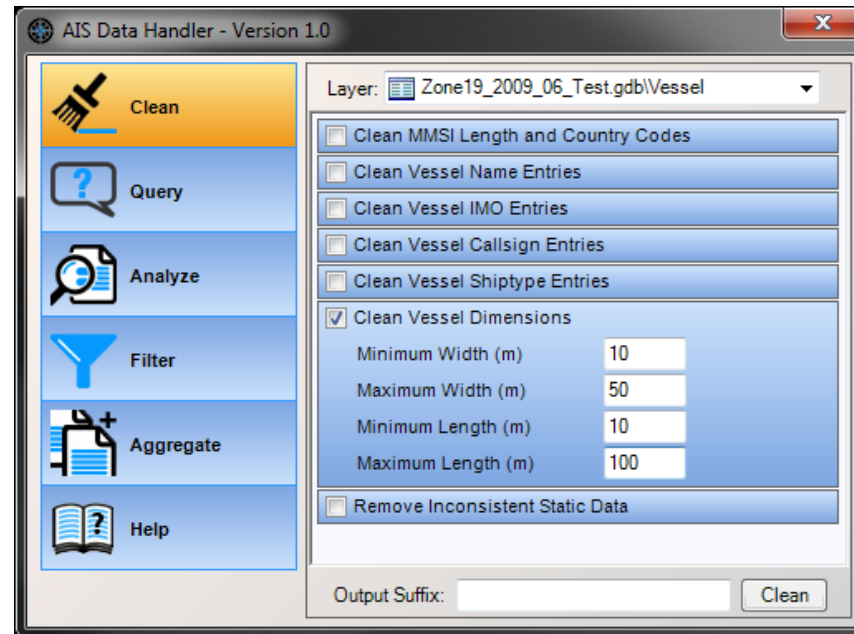 AIS Data Handler - Version 1.0
Clean
Query
Analyze
Filter
Aggregate
Help
Layer: Zone19_2009_06_Test.gdb\Vessel
Clean MMSI Length and Country Codes
Clean Vessel Name Entries
Clean Vessel IMO Entries
Clean Vessel Callsign Entries
Clean Vessel Shiptype Entries
Clean Vessel Dimensions
Minimum Width (m) 10
Maximum Width (m) 50
Minimum Length (m) 10
Maximum Length (m) 100
Remove Inconsistent Static Data
Output Suffix: Clean